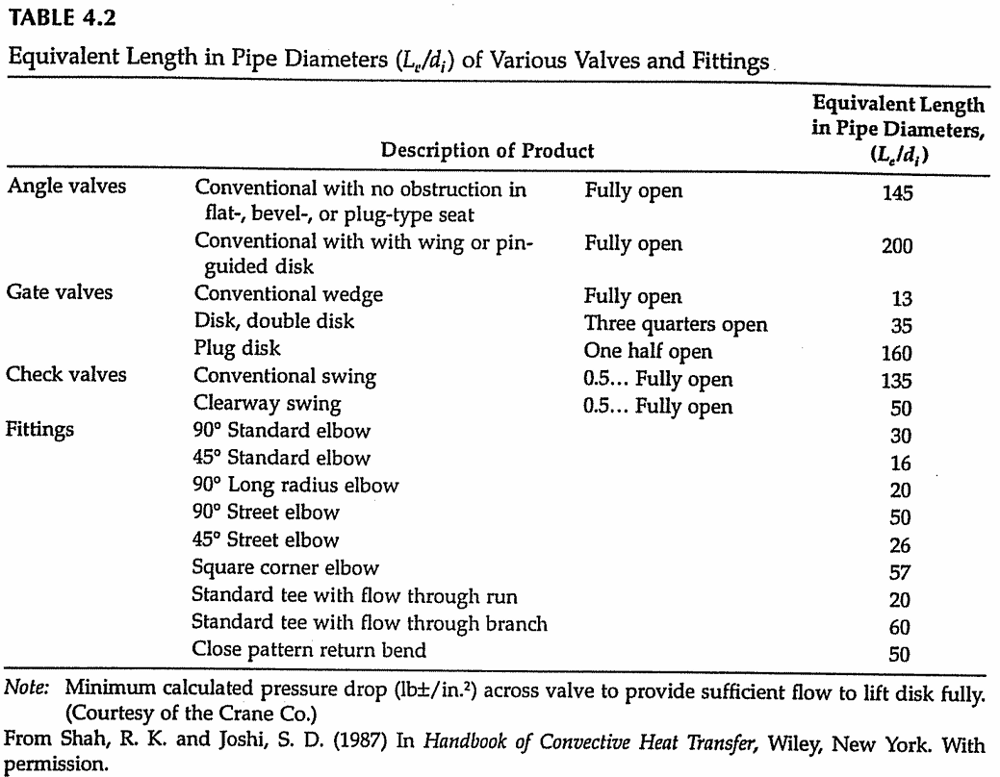 TABLE 4.2
Equivalent Length in Pipe Diameters (Lₑ/dᵢ) of Various Valves and Fittings
Equivalent Length
in Pipe Diameters,
Description of Product (Lₑ/dᵢ)
Angle valves Conventional with no obstruction in Fully open 145
flat-, bevel-, or plug-type seat
Conventional with with wing or pin- Fully open 200
guided disk
Gate valves Conventional wedge Fully open 13
Disk, double disk Three quarters open 35
Plug disk One half open 160
Check valves Conventional swing 0.5... Fully open 135
Clearway swing 0.5... Fully open 50
Fittings 90° Standard elbow 30
45° Standard elbow 16
90° Long radius elbow 20
90° Street elbow 50
45° Street elbow 26
Square corner elbow 57
Standard tee with flow through run 20
Standard tee with flow through branch 60
Close pattern return bend 50
Note: Minimum calculated pressure drop (lb±/in.²) across valve to provide sufficient flow to lift disk fully.
(Courtesy of the Crane Co.)
From Shah, R. K. and Joshi, S. D. (1987) In Handbook of Convective Heat Transfer, Wiley, New York. With
permission.